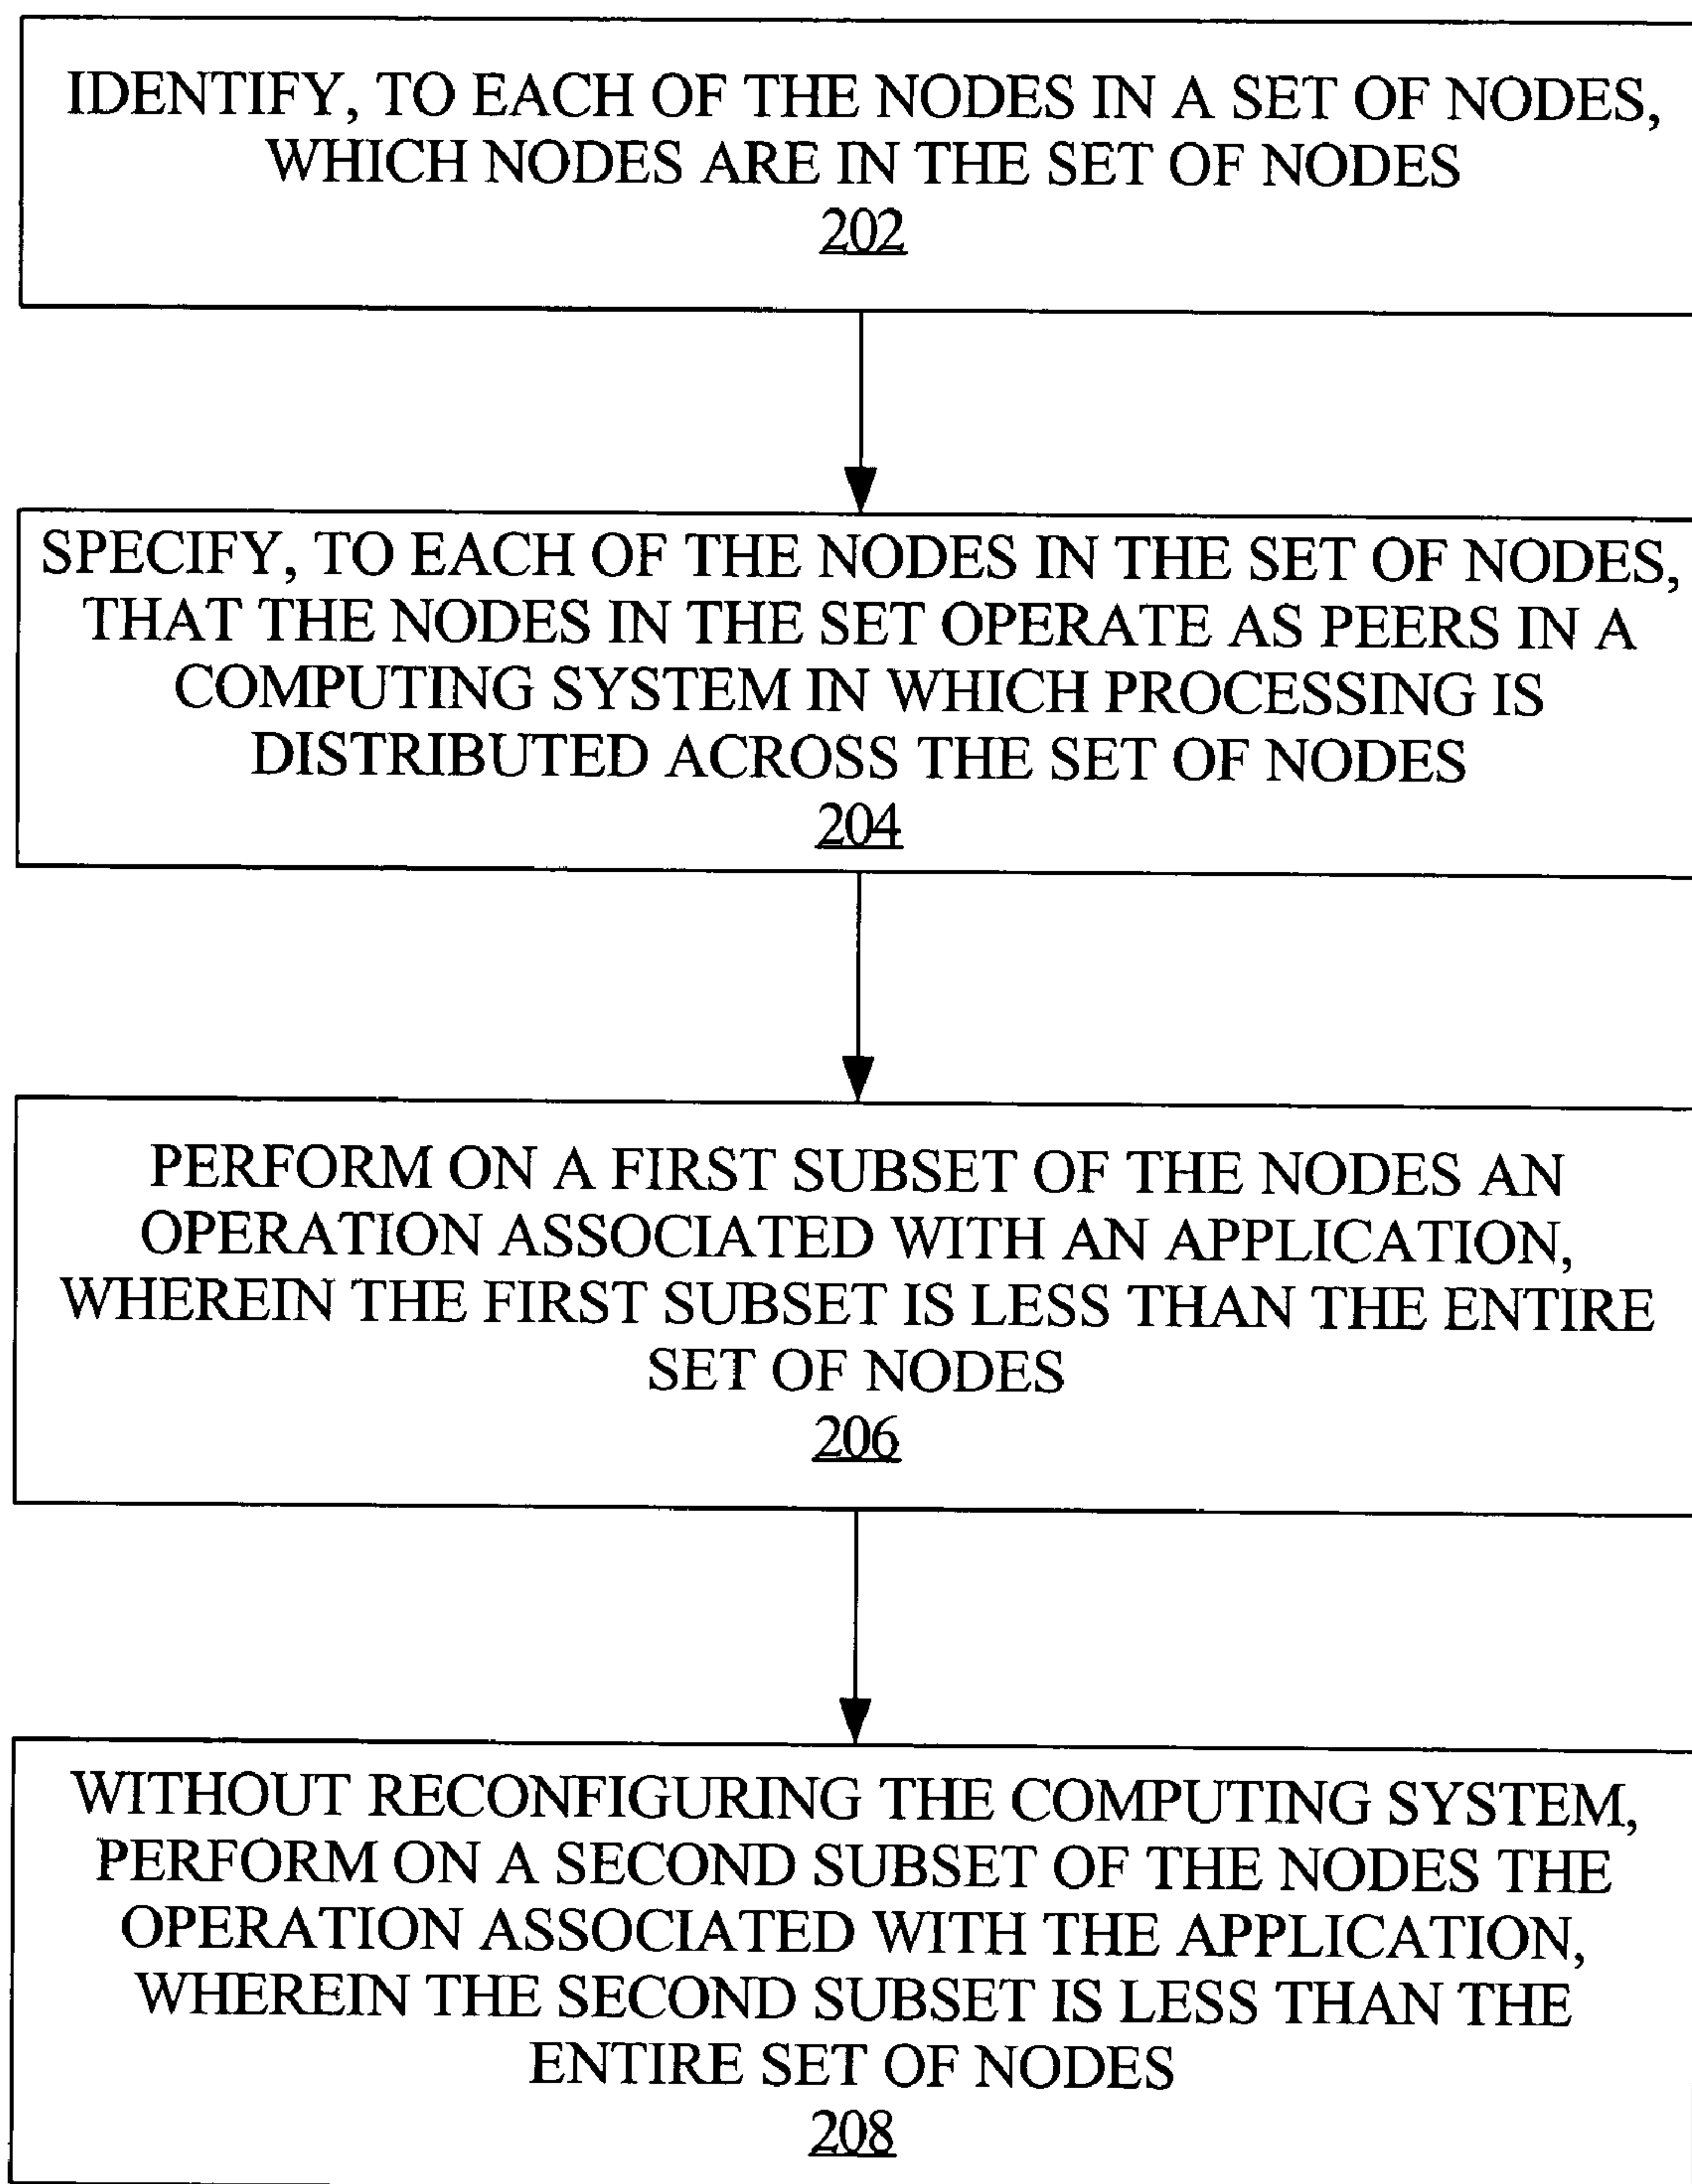 IDENTIFY, TO EACH OF THE NODES IN A SET OF NODES,
WHICH NODES ARE IN THE SET OF NODES
202
SPECIFY, TO EACH OF THE NODES IN THE SET OF NODES,
THAT THE NODES IN THE SET OPERATE AS PEERS IN A
COMPUTING SYSTEM IN WHICH PROCESSING IS
DISTRIBUTED ACROSS THE SET OF NODES
204
PERFORM ON A FIRST SUBSET OF THE NODES AN
OPERATION ASSOCIATED WITH AN APPLICATION,
WHEREIN THE FIRST SUBSET IS LESS THAN THE ENTIRE
SET OF NODES
206
WITHOUT RECONFIGURING THE COMPUTING SYSTEM,
PERFORM ON A SECOND SUBSET OF THE NODES THE
OPERATION ASSOCIATED WITH THE APPLICATION,
WHEREIN THE SECOND SUBSET IS LESS THAN THE
ENTIRE SET OF NODES
208